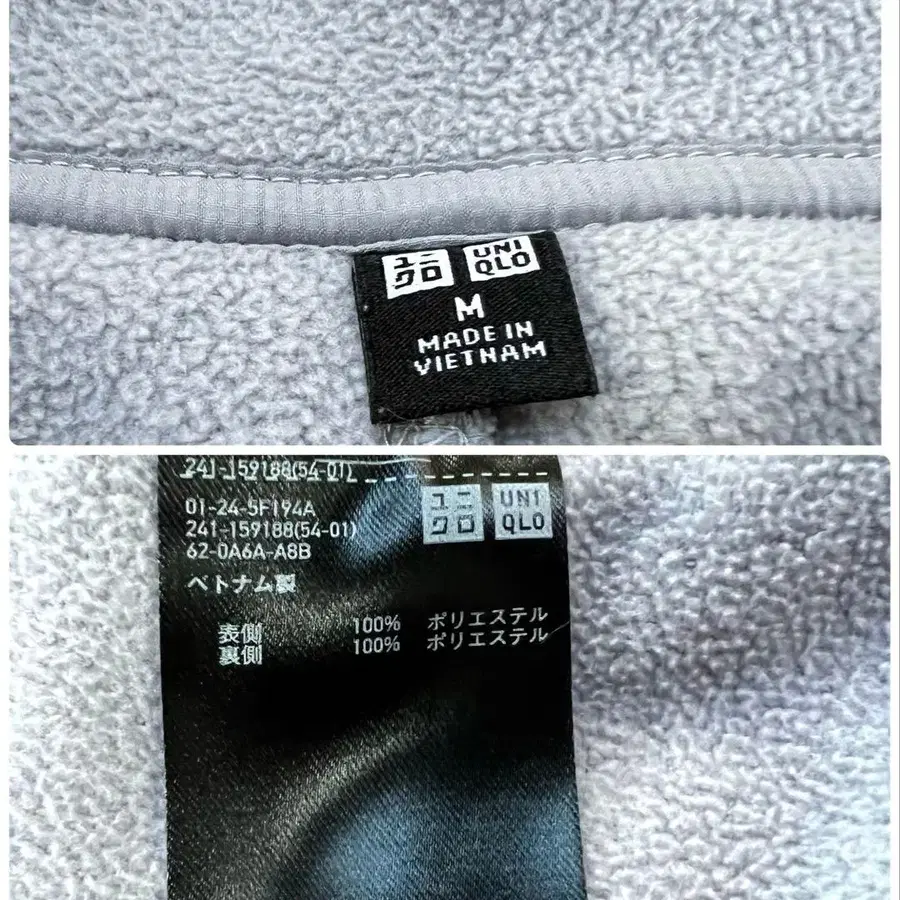 ユニ
クロ
UNI
QLO
M
MADE IN
VIETNAM
241-159188(54-01)
01-24-5F194A
241-159188(54-01)
62-0A6A-A8B
ユニ
クロ
UNI
QLO
ベトナム製
表側 100% ポリエステル
裏側 100% ポリエステル